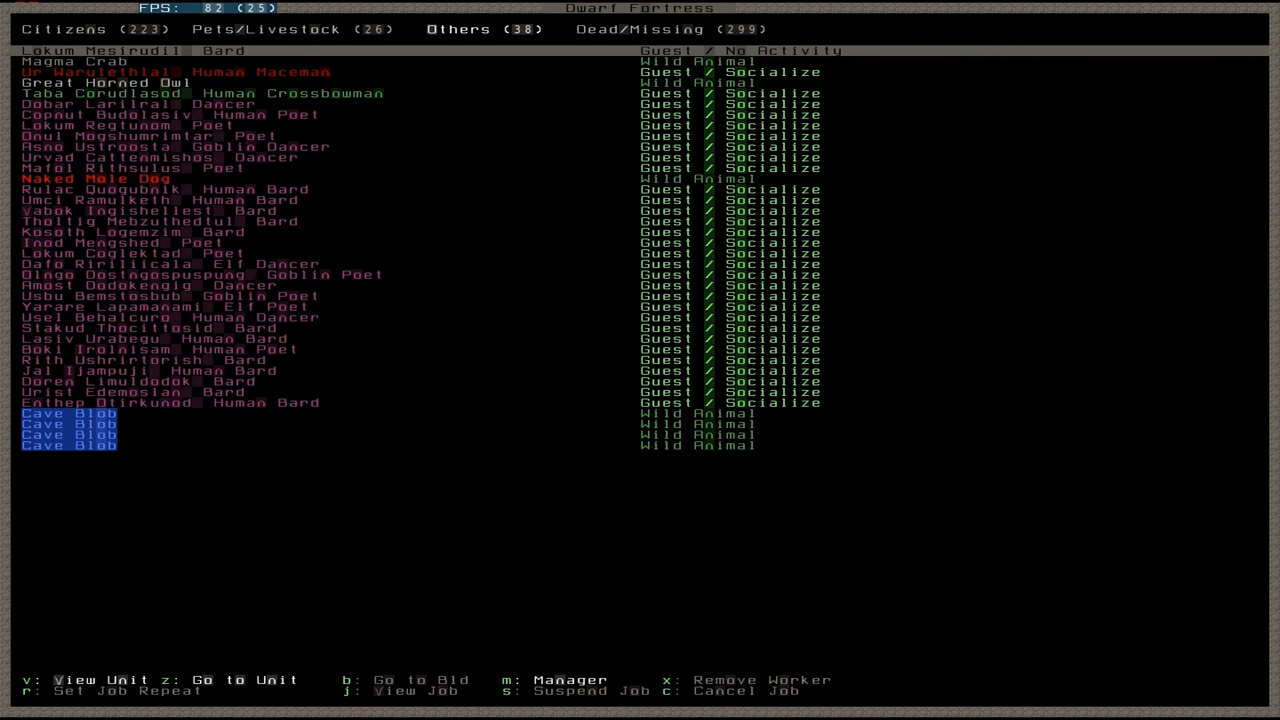 FPS: 82 (25) Dwarf Fortress
Citizens (223) Pets/Livestock (26) Others (38) Dead/Missing (299)
Lokum Mesirudil Bard Guest / No Activity
Magma Crab Wild Animal
Ur Warulethlal Human Maceman Guest / Socialize
Great Horned Owl Wild Animal
Taba Corudlasod Human Crossbowman Guest / Socialize
Dobar Larilral Dancer Guest / Socialize
Copnut Budolasiv Human Poet Guest / Socialize
Lokum Regtunom Poet Guest / Socialize
Onul Mogshumrimtar Poet Guest / Socialize
Asno Ustroosta Goblin Dancer Guest / Socialize
Urvad Cattenmishos Dancer Guest / Socialize
Mafol Rithsulus Poet Guest / Socialize
Naked Mole Dog Wild Animal
Rulac Quogubnik Human Bard Guest / Socialize
Umci Ramulketh Human Bard Guest / Socialize
Vabok Ingishellest Bard Guest / Socialize
Tholtig Mebzuthedtul Bard Guest / Socialize
Kosoth Logemzim Bard Guest / Socialize
Inod Mengshed Poet Guest / Socialize
Lokum Coglektad Poet Guest / Socialize
Dafo Ririliicala Elf Dancer Guest / Socialize
Olngo Dostngospuspung Goblin Poet Guest / Socialize
Amost Dodokengig Dancer Guest / Socialize
Usbu Bemstosbub Goblin Poet Guest / Socialize
Yarare Lapamanami Elf Poet Guest / Socialize
Usel Behalcuro Human Dancer Guest / Socialize
Stakud Thocittosid Bard Guest / Socialize
Lasiv Urabegu Human Bard Guest / Socialize
Boki Irolnisam Human Poet Guest / Socialize
Rith Ushrirtorish Bard Guest / Socialize
Jal Ijampuji Human Bard Guest / Socialize
Doren Limuldodok Bard Guest / Socialize
Urist Edemoslan Bard Guest / Socialize
Enthep Otirkunod Human Bard Guest / Socialize
Cave Blob Wild Animal
Cave Blob Wild Animal
Cave Blob Wild Animal
Cave Blob Wild Animal
v: View Unit z: Go to Unit b: Go to Bld m: Manager x: Remove Worker
r: Set Job Repeat j: View Job s: Suspend Job c: Cancel Job